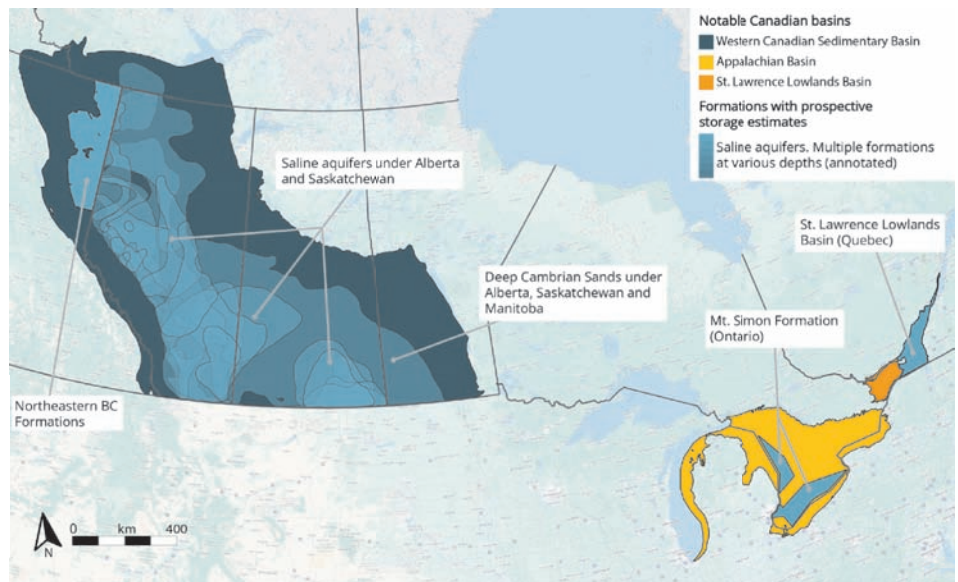 Notable Canadian basins
Western Canadian Sedimentary Basin
Appalachian Basin
St. Lawrence Lowlands Basin
Formations with prospective
storage estimates
Saline aquifers. Multiple formations
at various depths (annotated)
Saline aquifers under Alberta
and Saskatchewan
St. Lawrence Lowlands
Basin (Quebec)
Deep Cambrian Sands under
Alberta, Saskatchewan and
Manitoba
Mt. Simon Formation
(Ontario)
Northeastern BC
Formations
0 km 400
N